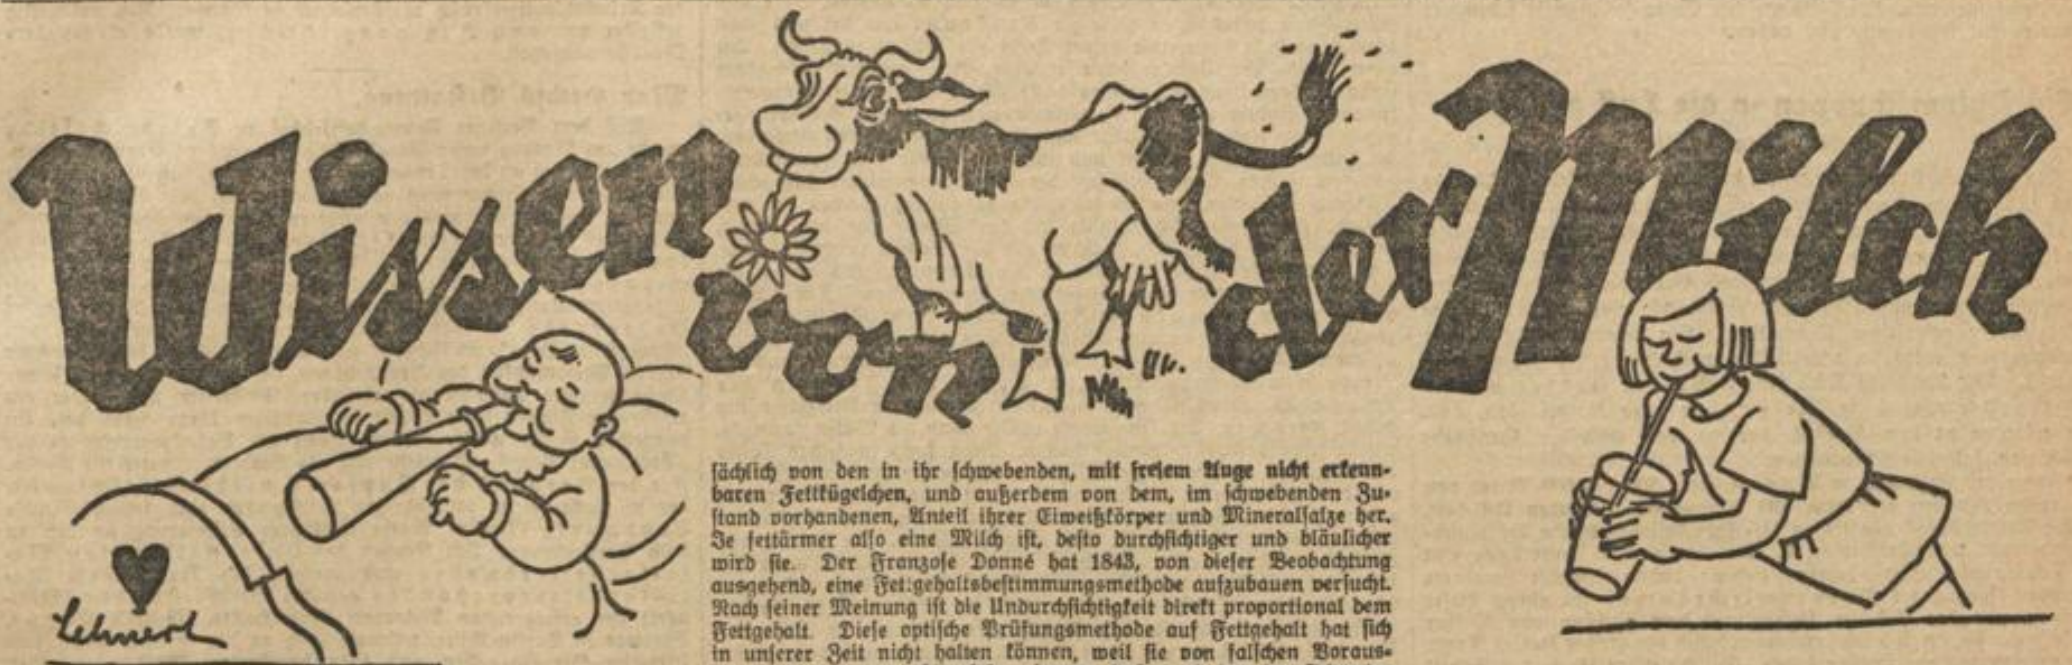 Wissen von der Milch
Lehnert
sächlich von den in ihr schwebenden, mit freiem Auge nicht erkenn-
baren Fettkügelchen, und außerdem von dem, im schwebenden Zu-
stand vorhandenen, Anteil ihrer Eiweißkörper und Mineralsalze her.
Je fettärmer also eine Milch ist, desto durchsichtiger und bläulicher
wird sie. Der Franzose Donné hat 1843, von dieser Beobachtung
ausgehend, eine Fettgehaltsbestimmungsmethode aufzubauen versucht.
Nach seiner Meinung ist die Undurchsichtigkeit direkt proportional dem
Fettgehalt. Diese optische Prüfungsmethode auf Fettgehalt hat sich
in unserer Zeit nicht halten können, weil sie von falschen Voraus-